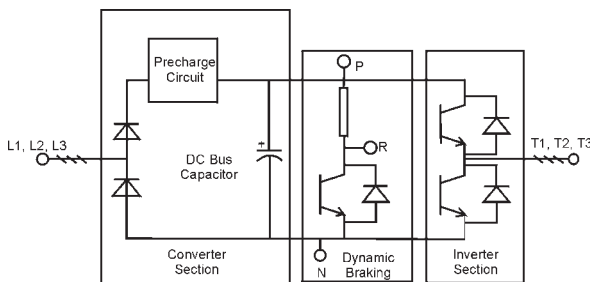 Precharge
Circuit
P
L1, L2, L3
DC Bus
Capacitor
+
R
T1, T2, T3
Converter
Section
N
Dynamic
Braking
Inverter
Section